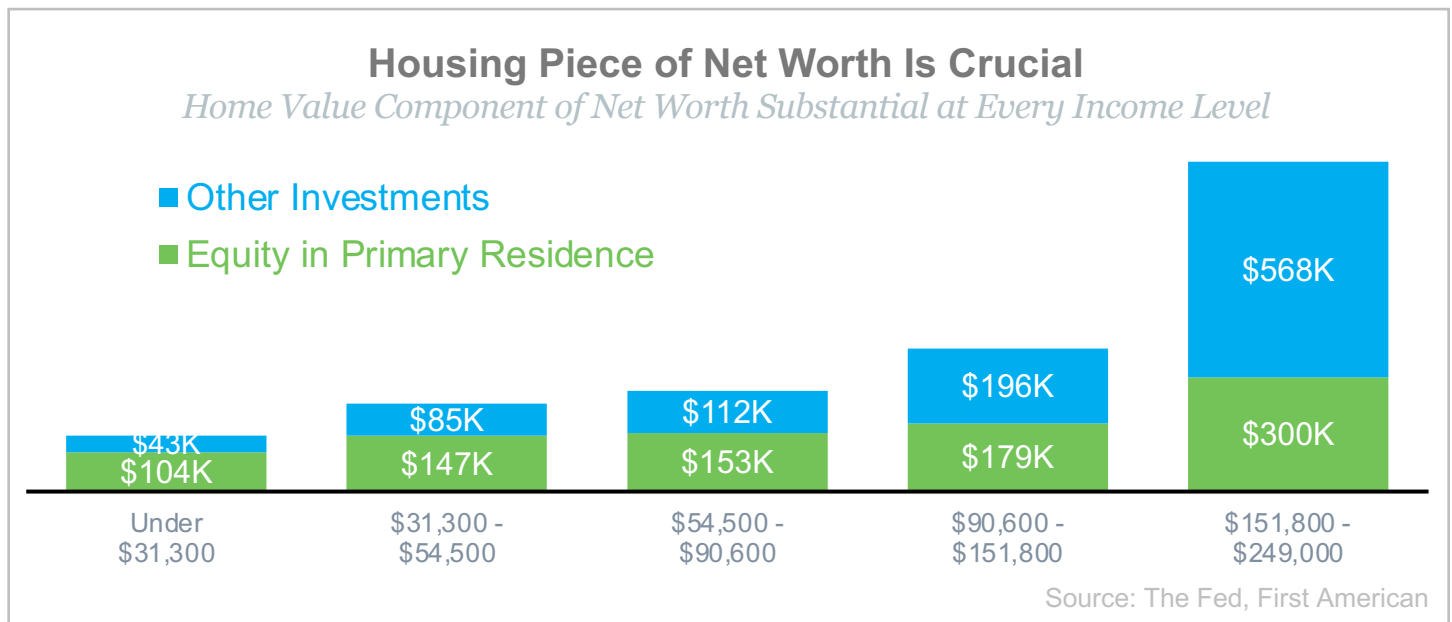 Housing Piece of Net Worth Is Crucial
Home Value Component of Net Worth Substantial at Every Income Level
Other Investments
Equity in Primary Residence
$43K
$104K
$85K
$147K
$112K
$153K
$196K
$179K
$568K
$300K
Under
$31,300
$31,300 -
$54,500
$54,500 -
$90,600
$90,600 -
$151,800
$151,800 -
$249,000
Source: The Fed, First American